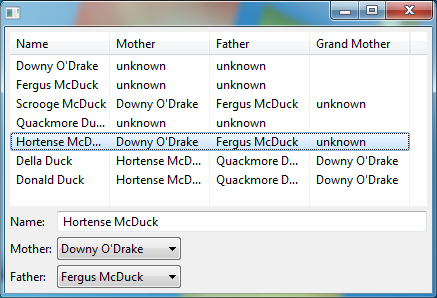 Name Mother Father Grand Mother
Downy O'Drake unknown unknown
Fergus McDuck unknown unknown
Scrooge McDuck Downy O'Drake Fergus McDuck unknown
Quackmore Du... unknown unknown
Hortense McD... Downy O'Drake Fergus McDuck unknown
Della Duck Hortense McD... Quackmore D... Downy O'Drake
Donald Duck Hortense McD... Quackmore D... Downy O'Drake
Name: Hortense McDuck
Mother: Downy O'Drake
Father: Fergus McDuck